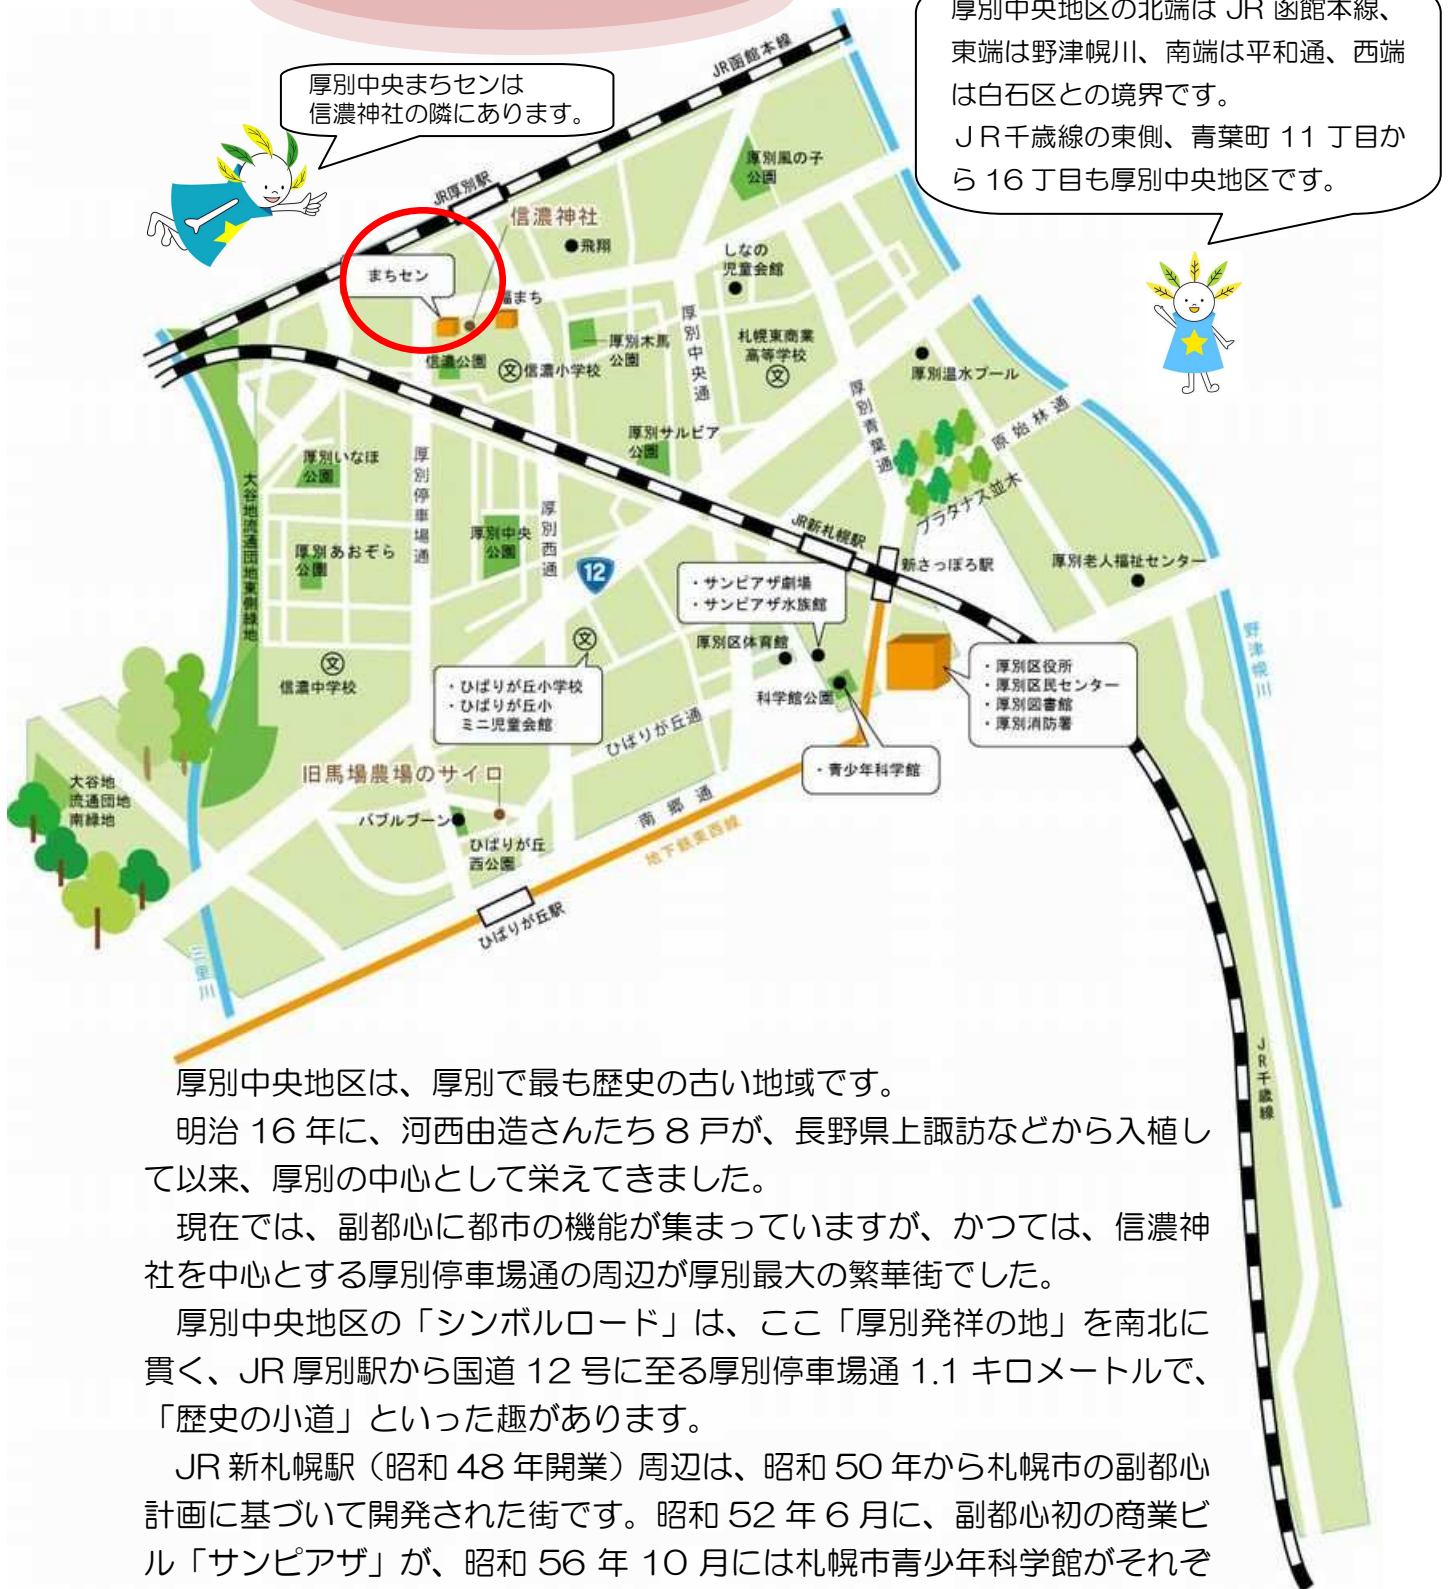 厚別中央地区の北端は JR 函館本線、
東端は野津幌川、南端は平和通、西端
は白石区との境界です。
ＪＲ千歳線の東側、青葉町 11 丁目か
ら 16 丁目も厚別中央地区です。
厚別中央まちセンは
信濃神社の隣にあります。
JR函館本線
JR厚別駅
厚別風の子
公園
信濃神社
飛翔
しなの
児童会館
まちセン
福まち
厚別木馬
公園
厚別中央通
札幌東商業
高等学校
文
信濃公園
文
信濃小学校
厚別温水プール
厚別青葉通
原始林通
プラタナス並木
厚別サルビア
公園
厚別いなほ
公園
大谷地流通団地東側緑地
厚別停車場通
厚別中央
公園
厚別西通
厚別あおぞら
公園
12
JR新札幌駅
新さっぽろ駅
厚別老人福祉センター
・サンピアザ劇場
・サンピアザ水族館
厚別区体育館
科学館公園
・厚別区役所
・厚別区民センター
・厚別図書館
・厚別消防署
野津幌川
文
信濃中学校
文
・ひばりが丘小学校
・ひばりが丘小
ミニ児童会館
ひばりが丘通
・青少年科学館
旧馬場農場のサイロ
大谷地
流通団地
南緑地
バブルブーン
ひばりが丘
西公園
南郷通
地下鉄東西線
ひばりが丘駅
三里川
JR千歳線
厚別中央地区は、厚別で最も歴史の古い地域です。
明治 16 年に、河西由造さんたち 8 戸が、長野県上諏訪などから入植し
て以来、厚別の中心として栄えてきました。
現在では、副都心に都市の機能が集まっていますが、かつては、信濃神
社を中心とする厚別停車場通の周辺が厚別最大の繁華街でした。
厚別中央地区の「シンボルロード」は、ここ「厚別発祥の地」を南北に
貫く、JR 厚別駅から国道 12 号に至る厚別停車場通 1.1 キロメートルで、
「歴史の小道」といった趣があります。
JR 新札幌駅（昭和 48 年開業）周辺は、昭和 50 年から札幌市の副都心
計画に基づいて開発された街です。昭和 52 年 6 月に、副都心初の商業ビ
ル「サンピアザ」が、昭和 56 年 10 月には札幌市青少年科学館がそれぞ